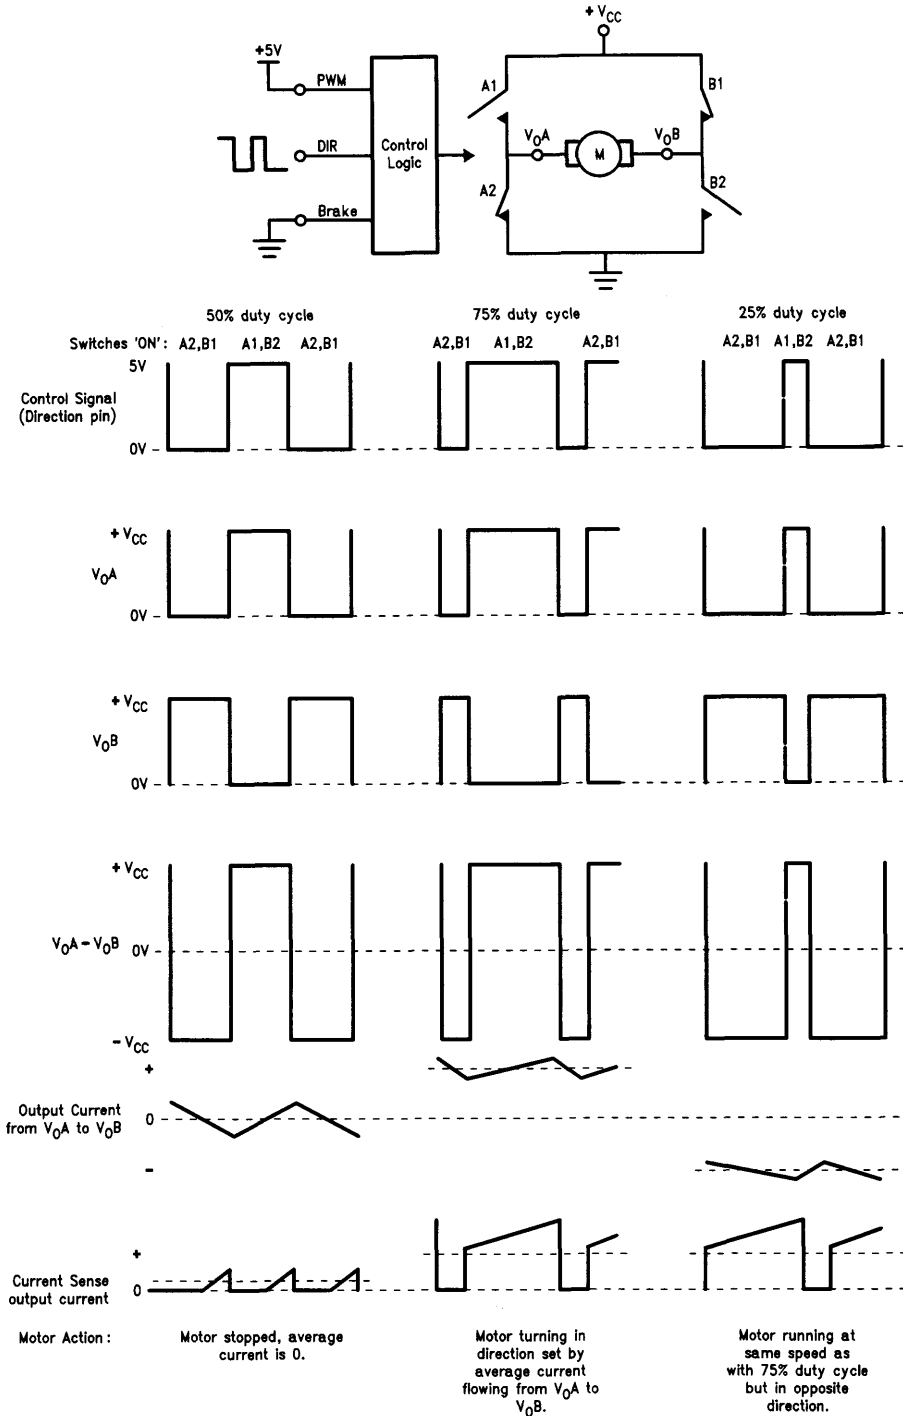 + VCC
+5V
PWM
A1
B1
DIR
Control
Logic
VOA
M
VOB
A2
B2
Brake
50% duty cycle
75% duty cycle
25% duty cycle
Switches 'ON': A2,B1 A1,B2 A2,B1
A2,B1 A1,B2 A2,B1
A2,B1 A1,B2 A2,B1
5V
Control Signal
(Direction pin)
0V
+ VCC
VOA
0V
+ VCC
VOB
0V
+ VCC
VOA – VOB
0V
– VCC
+
Output Current
from VOA to VOB
0
–
+
Current Sense
output current
0
Motor Action :
Motor stopped, average
current is 0.
Motor turning in
direction set by
average current
flowing from VOA to
VOB.
Motor running at
same speed as
with 75% duty cycle
but in opposite
direction.